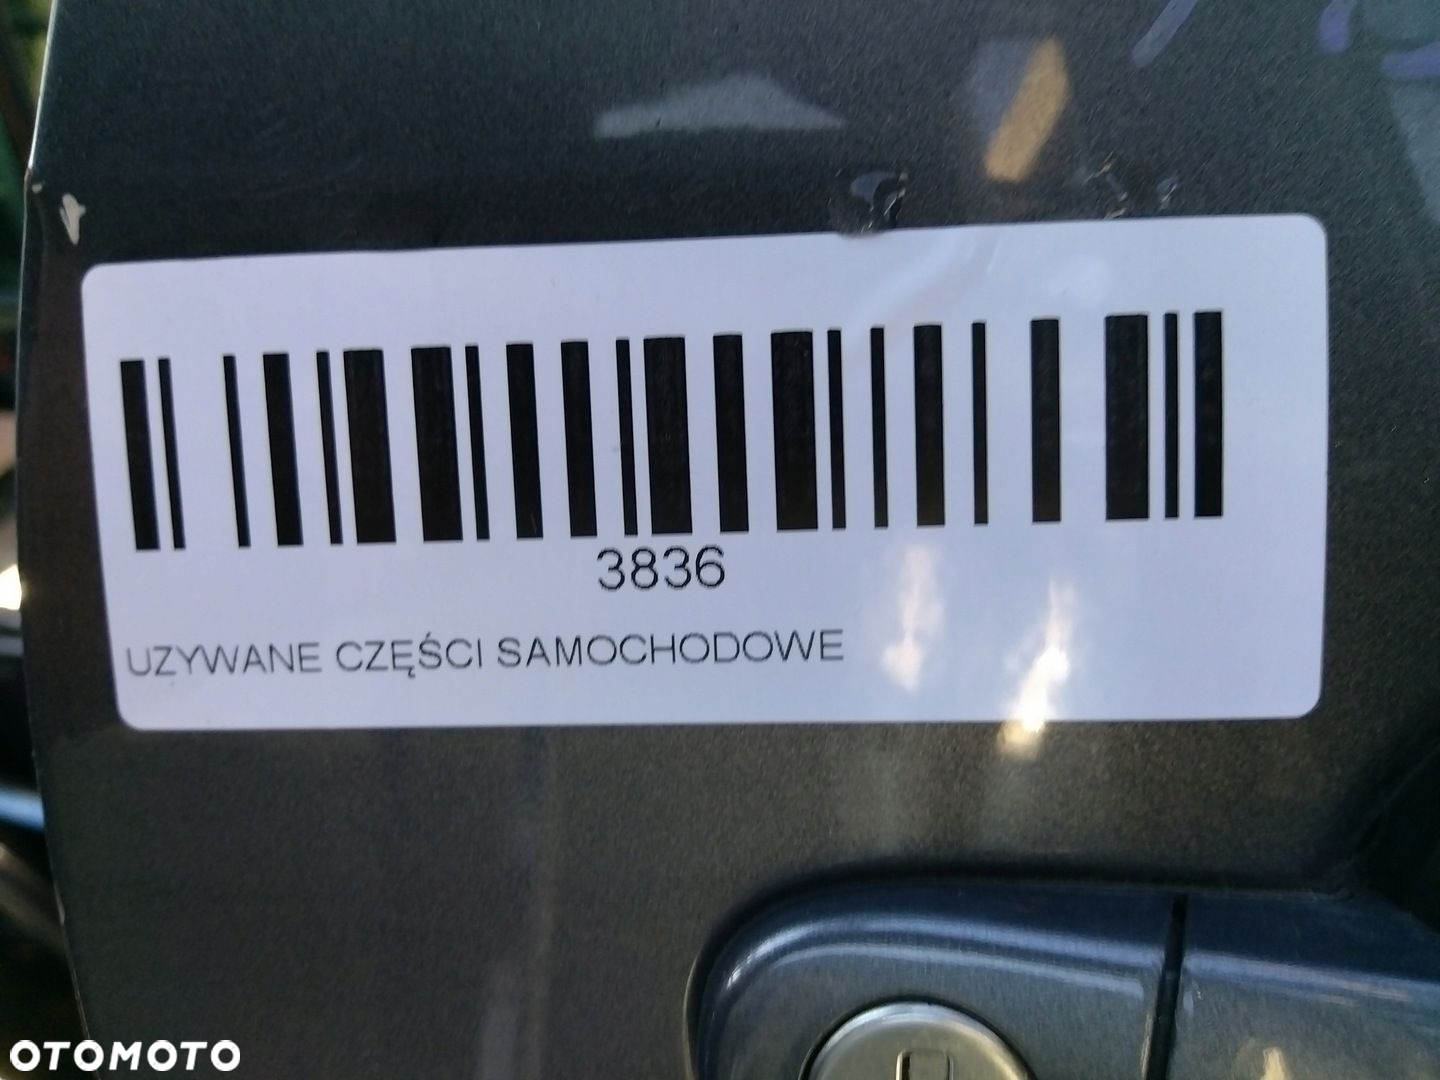 3836
UZYWANE CZĘŚCI SAMOCHODOWE
OTOMOTO